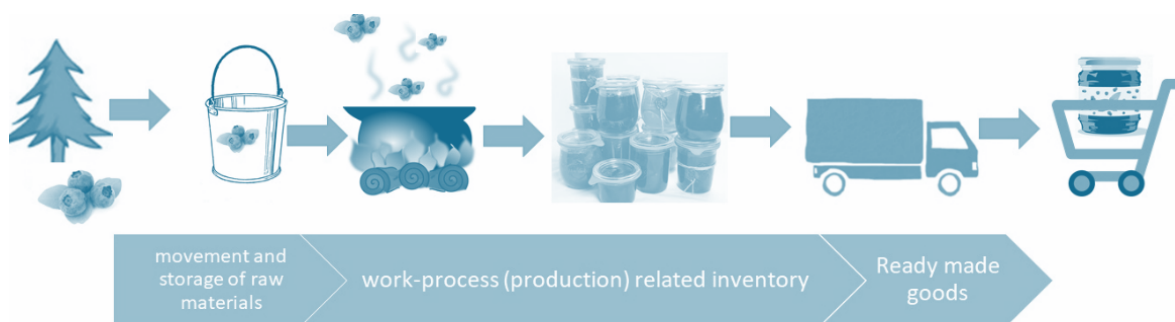 movement and
storage of raw
materials
work-process (production) related inventory
Ready made
goods